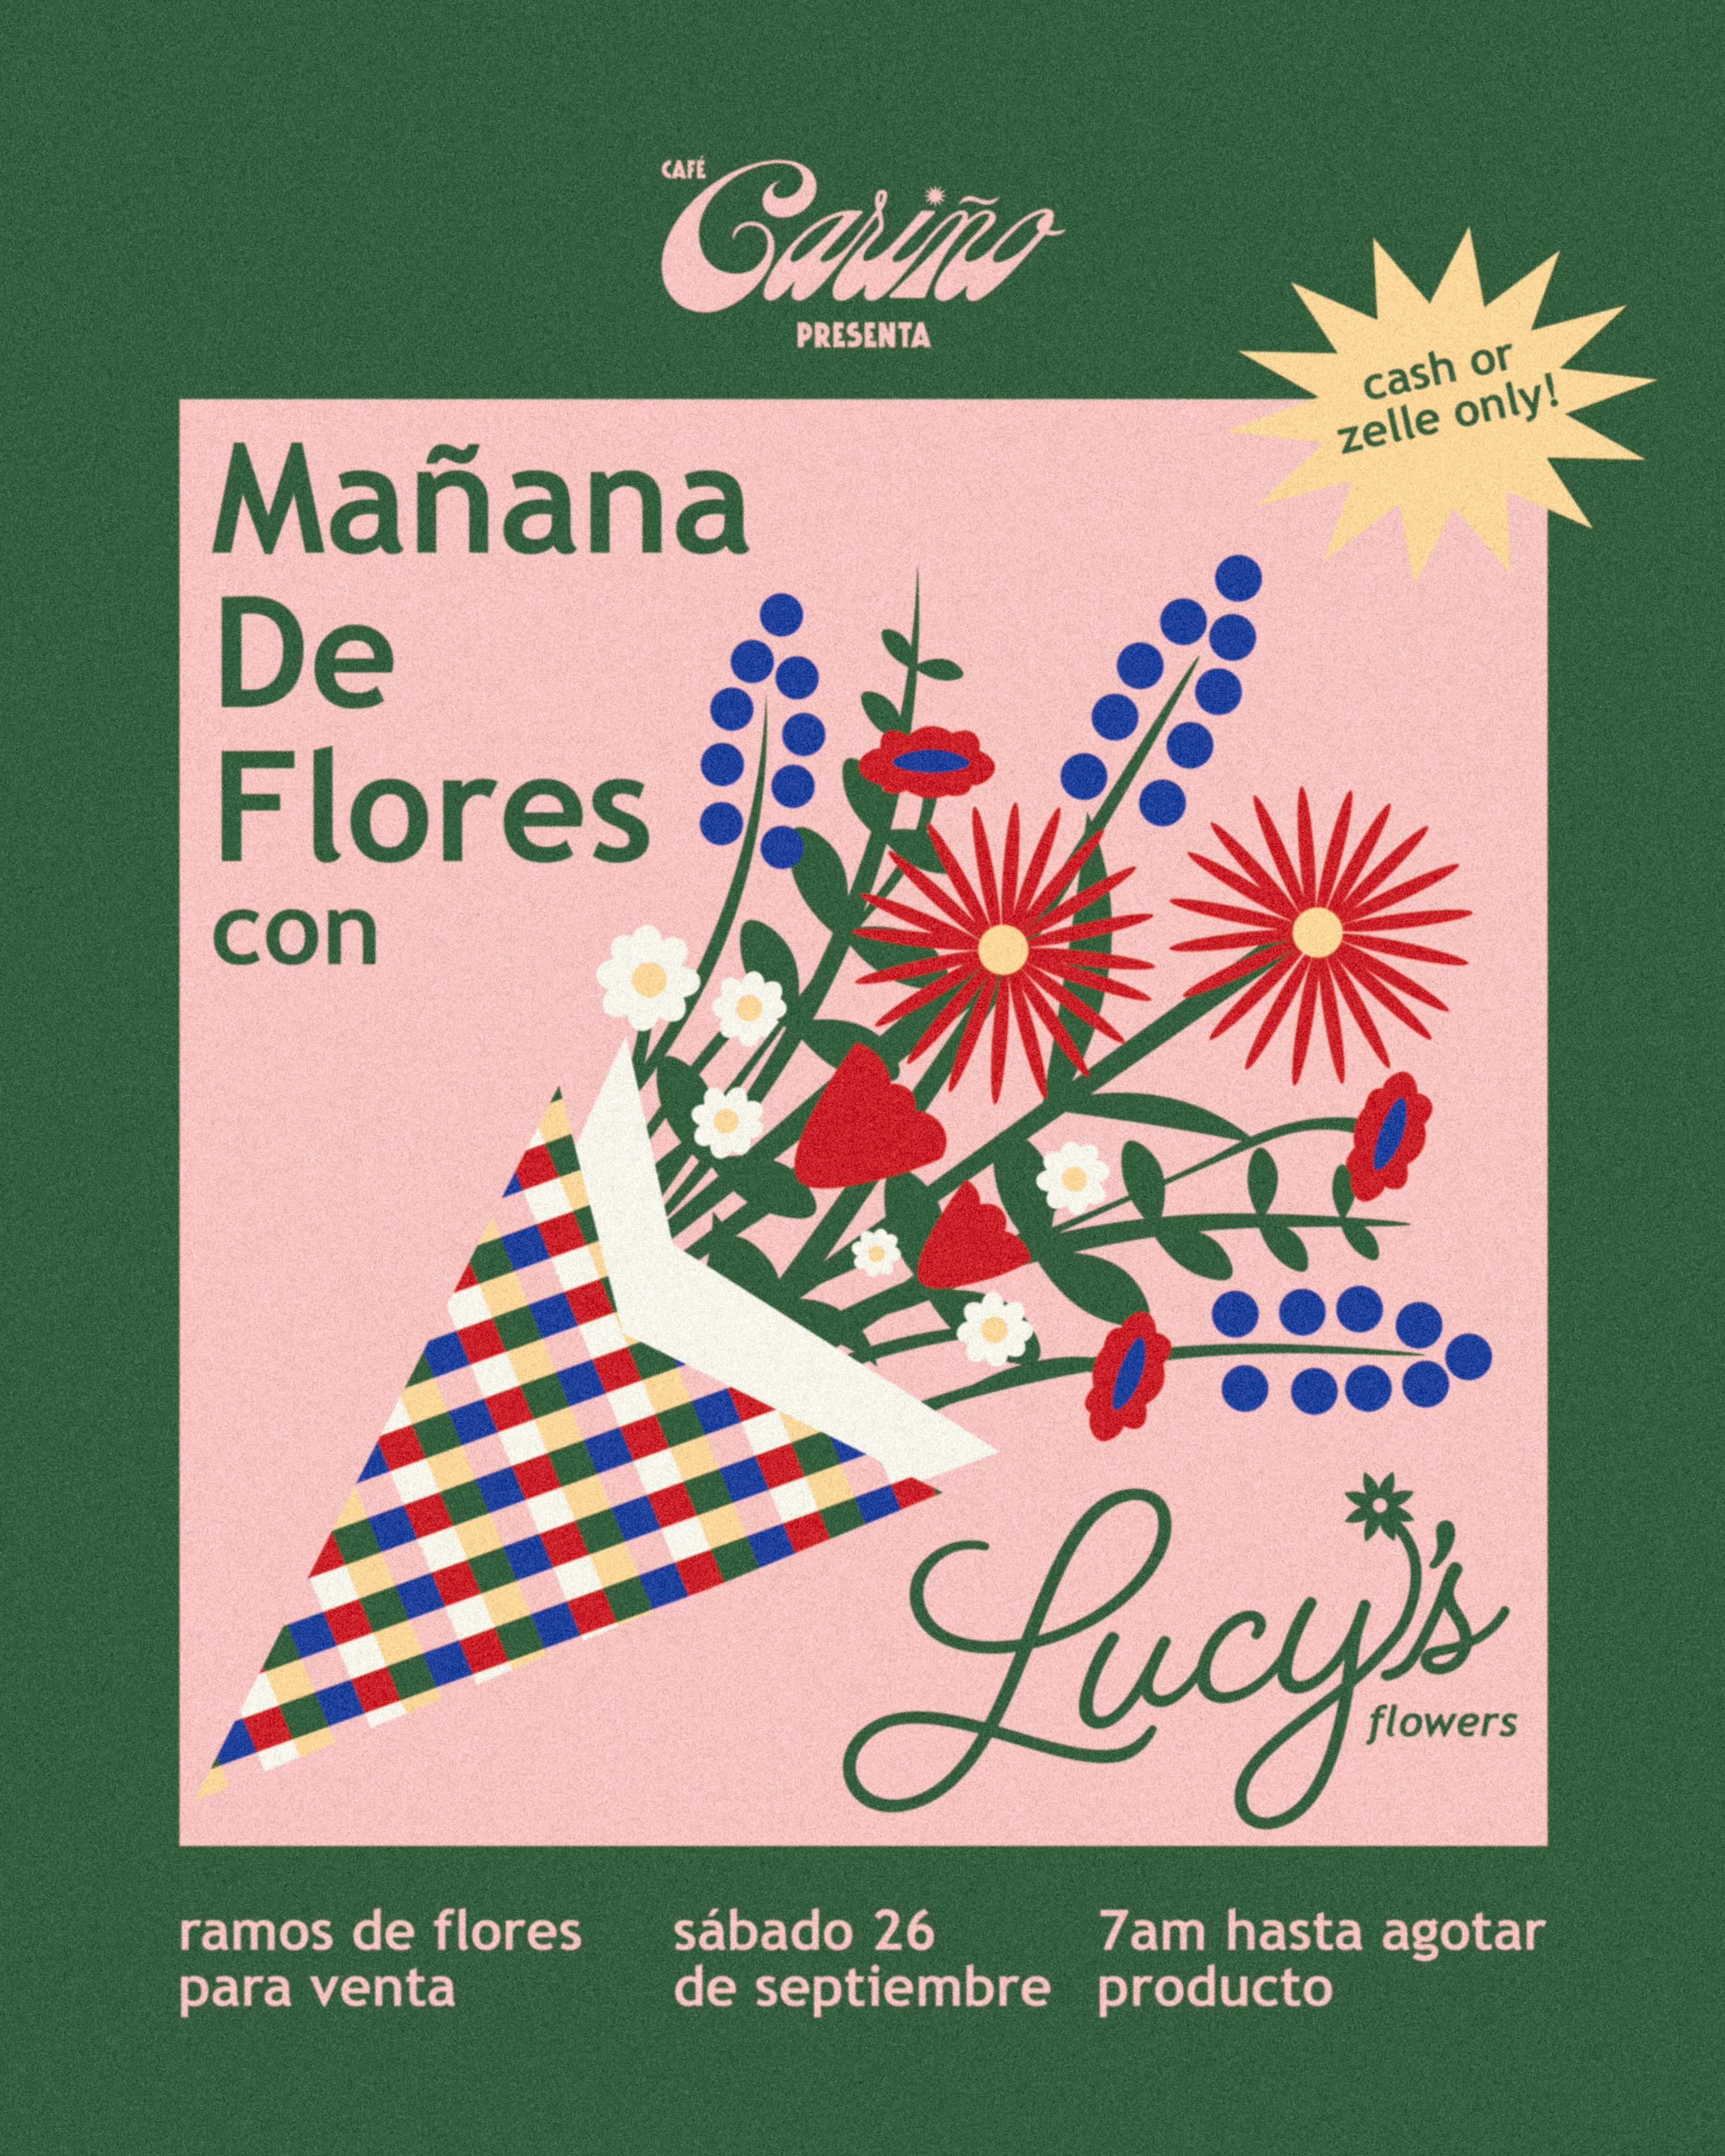 CAFÉ
Cariño
PRESENTA
cash or
zelle only!
Mañana
De
Flores
con
Lucy's
flowers
ramos de flores
para venta
sábado 26
de septiembre
7am hasta agotar
producto